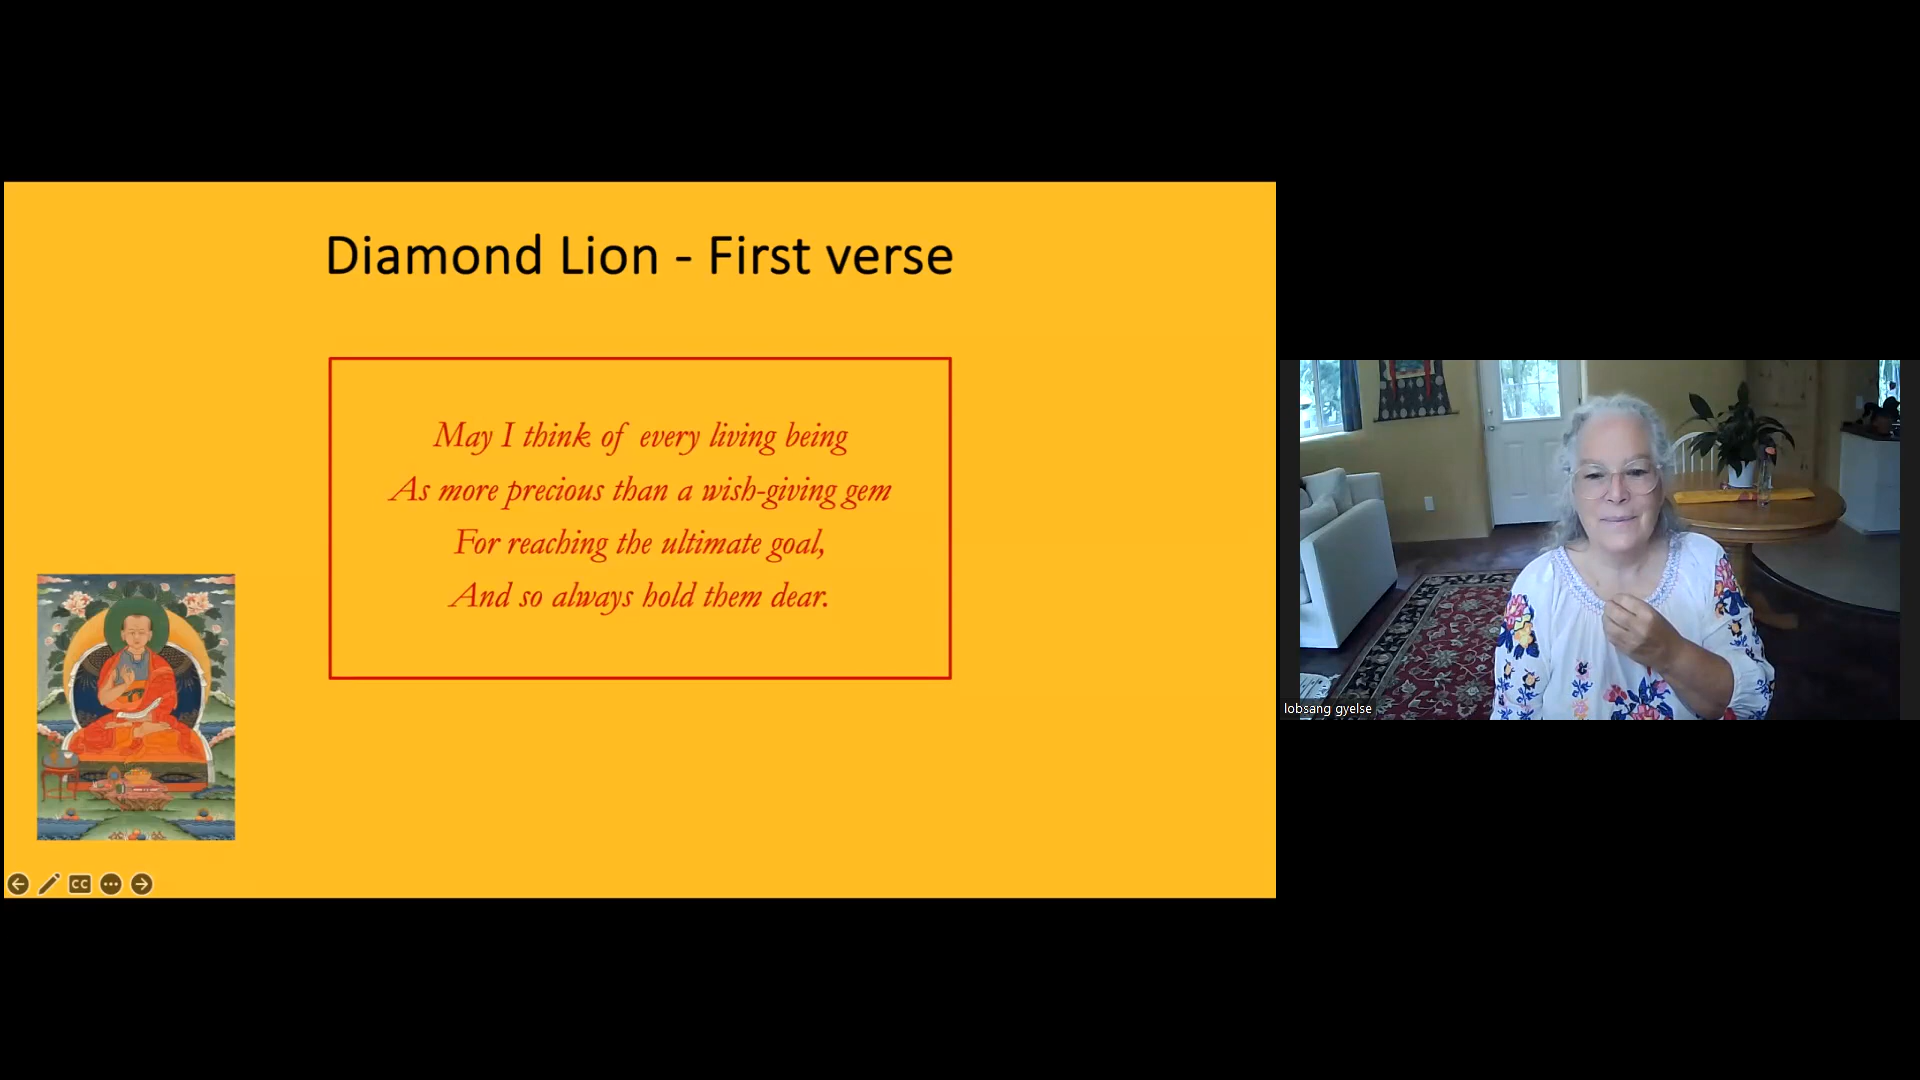 Diamond Lion - First verse
May I think of every living being
As more precious than a wish-giving gem
For reaching the ultimate goal,
And so always hold them dear.
CC
lobsang gyelse